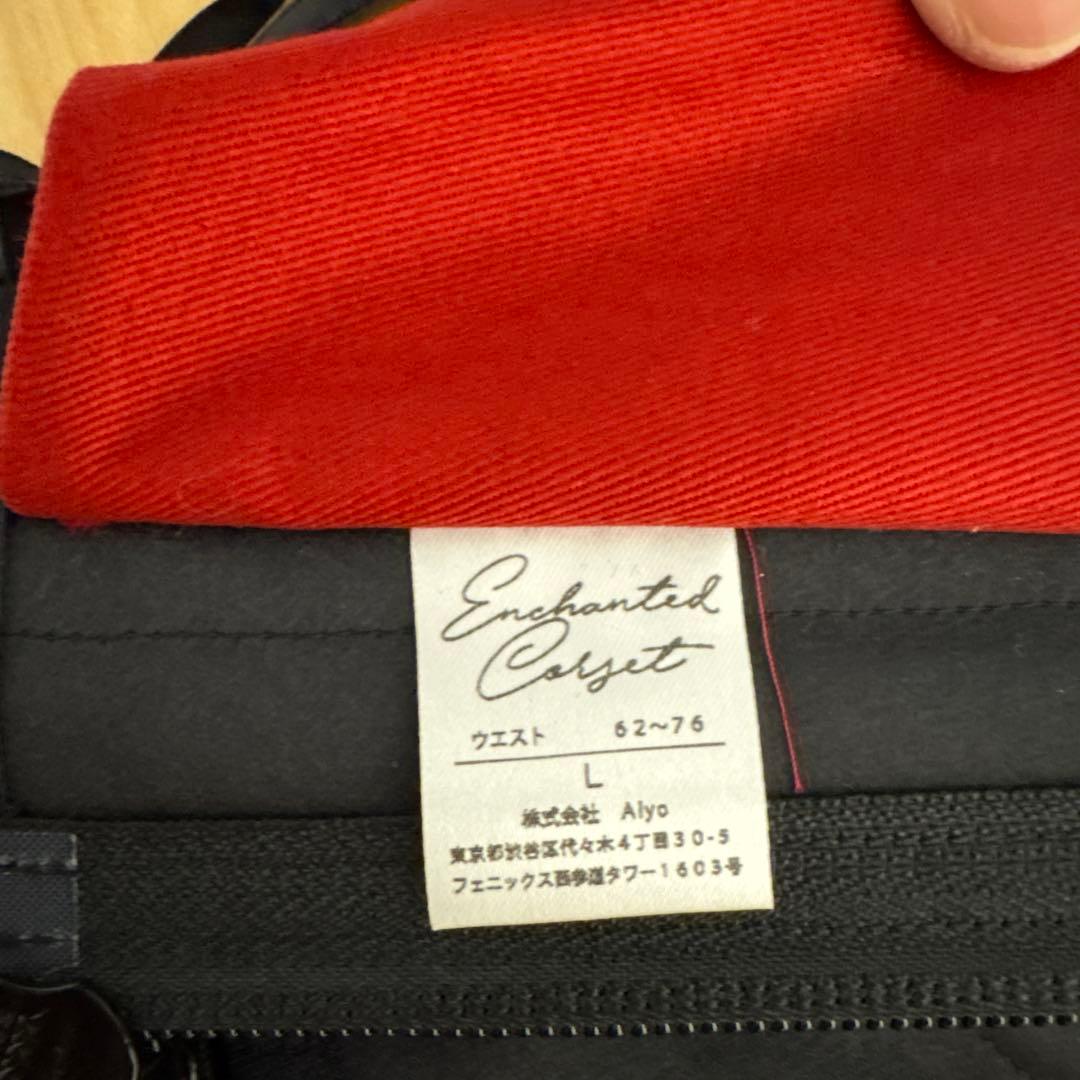 Enchanted
Corset
ウエスト 62〜76
L
株式会社 Alyo
東京都渋谷区代々木4丁目30-5
フェニックス西参道タワー1603号